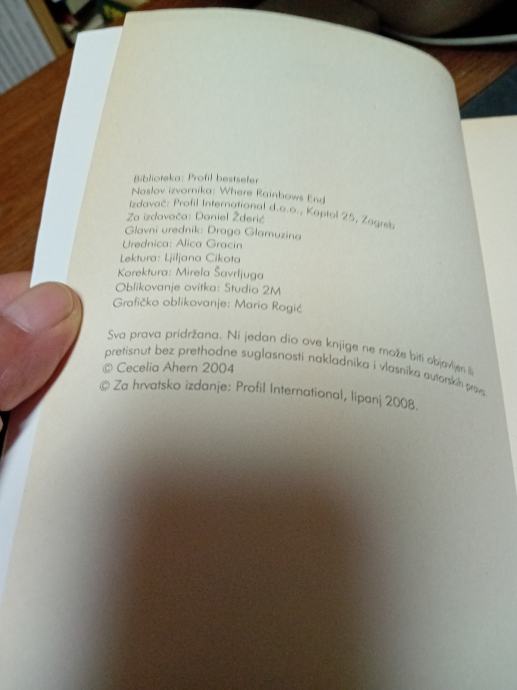 Biblioteka: Profil bestseler
Naslov izvornika: Where Rainbows End
Izdavač: Profil International d.o.o., Kaptol 25, Zagreb
Za izdavača: Daniel Žderić
Glavni urednik: Drago Glamuzina
Urednica: Alica Gracin
Lektura: Ljiljana Cikota
Korektura: Mirela Šavrljuga
Oblikovanje ovitka: Studio 2M
Grafičko oblikovanje: Mario Rogić
Sva prava pridržana. Ni jedan dio ove knjige ne može biti objavljen ili
pretisnut bez prethodne suglasnosti nakladnika i vlasnika autorskih prava.
© Cecelia Ahern 2004
© Za hrvatsko izdanje: Profil International, lipanj 2008.